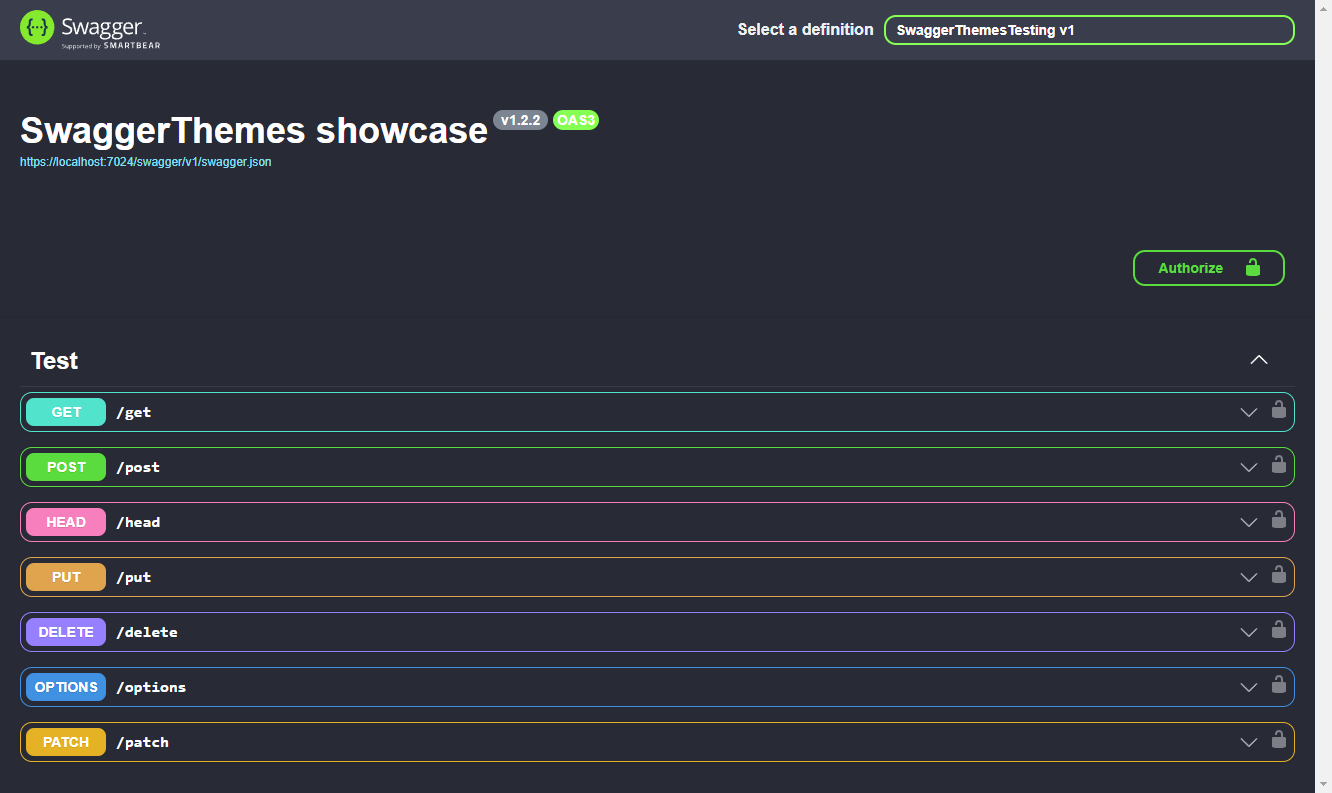 Swagger
Supported by SMARTBEAR
Select a definition
SwaggerThemesTesting v1
SwaggerThemes showcase v1.2.2 OAS3
https://localhost:7024/swagger/v1/swagger.json
Authorize
Test
GET /get
POST /post
HEAD /head
PUT /put
DELETE /delete
OPTIONS /options
PATCH /patch